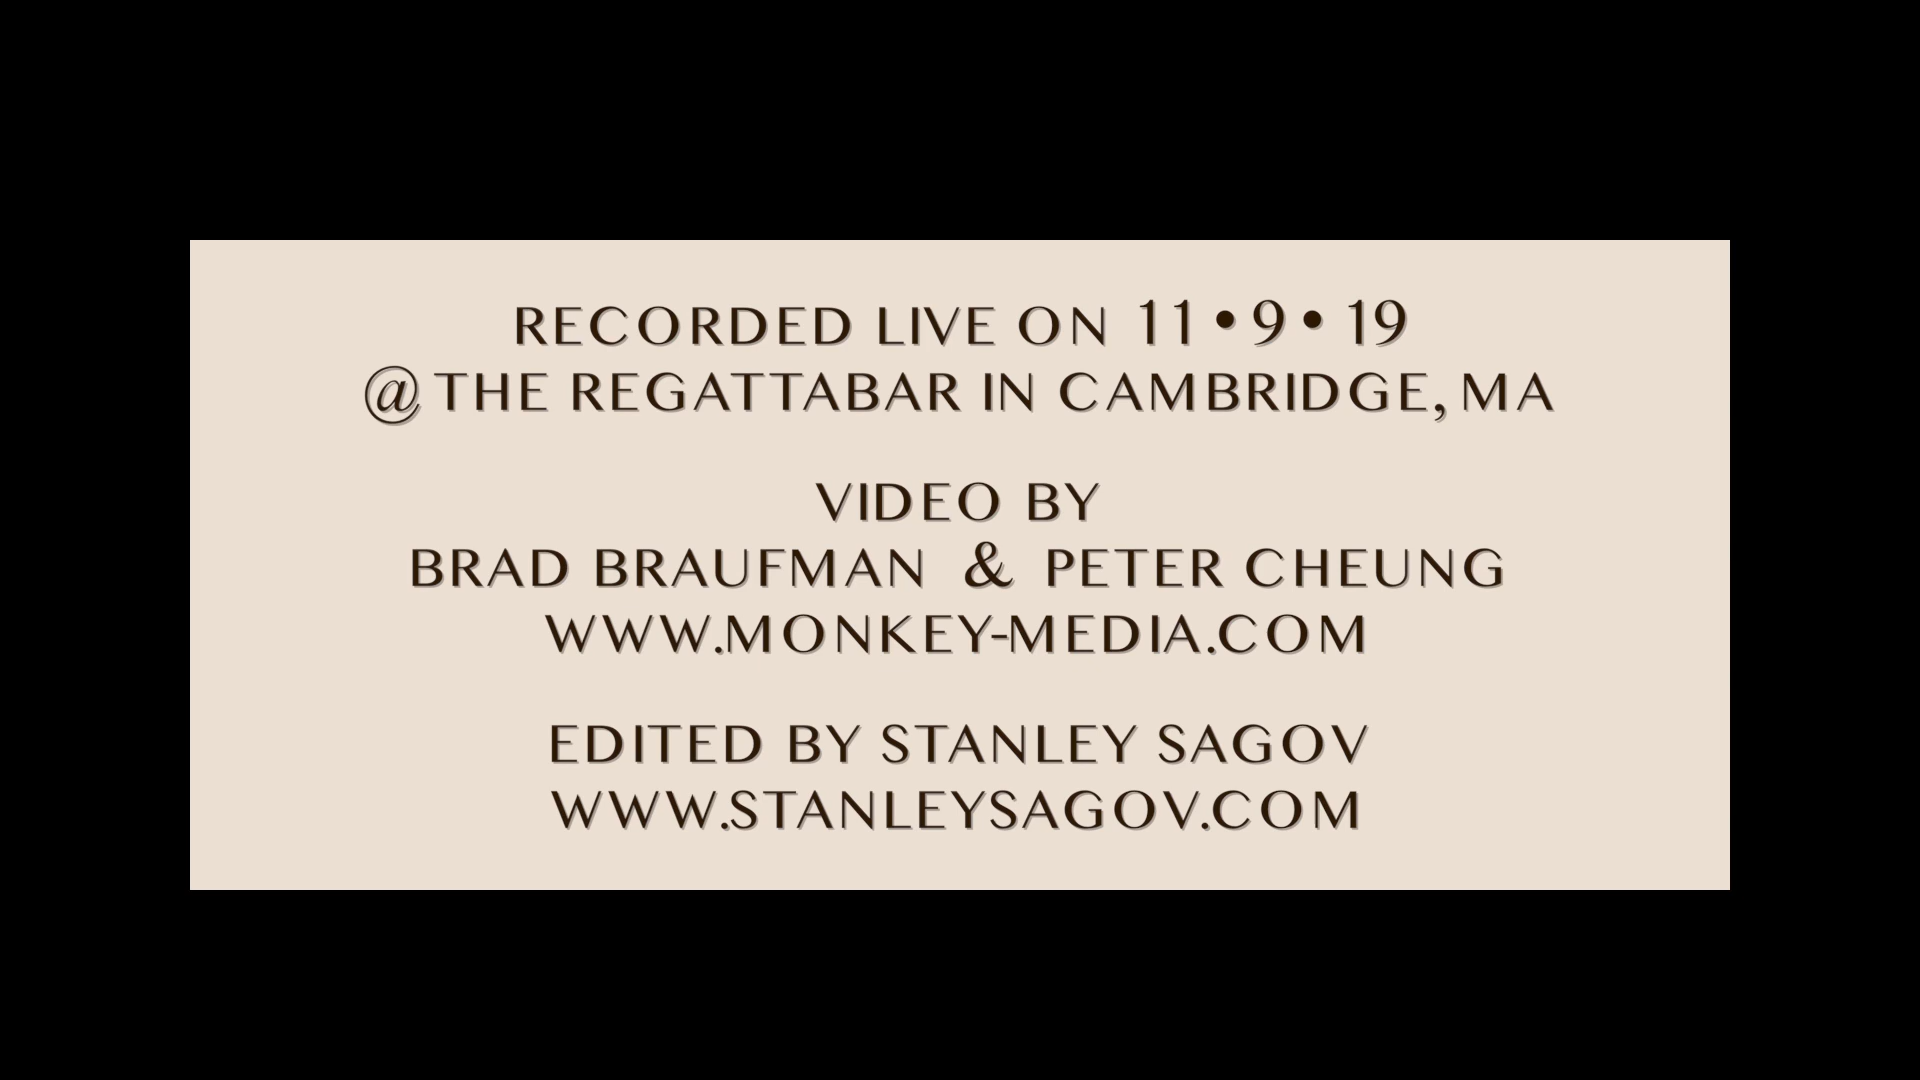 RECORDED LIVE ON 11•9•19
@ THE REGATTABAR IN CAMBRIDGE, MA
VIDEO BY
BRAD BRAUFMAN & PETER CHEUNG
WWW.MONKEY-MEDIA.COM
EDITED BY STANLEY SAGOV
WWW.STANLEYSAGOV.COM